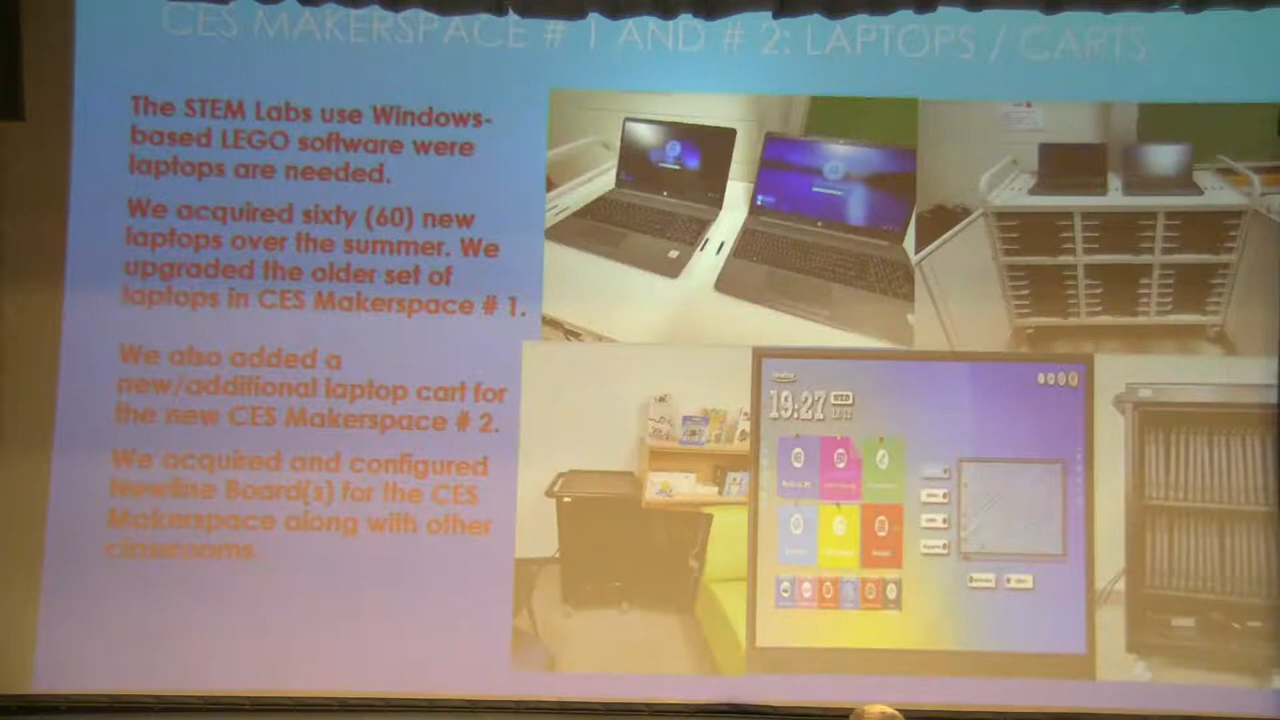 CES MAKERSPACE # 1 AND # 2: LAPTOPS / CARTS
The STEM Labs use Windows-
based LEGO software were
laptops are needed.
We acquired sixty (60) new
laptops over the summer. We
upgraded the older set of
laptops in CES Makerspace # 1.
We also added a
new/additional laptop cart for
the new CES Makerspace # 2.
We acquired and configured
Newline Board(s) for the CES
Makerspace along with other
classrooms.
19:27 WED